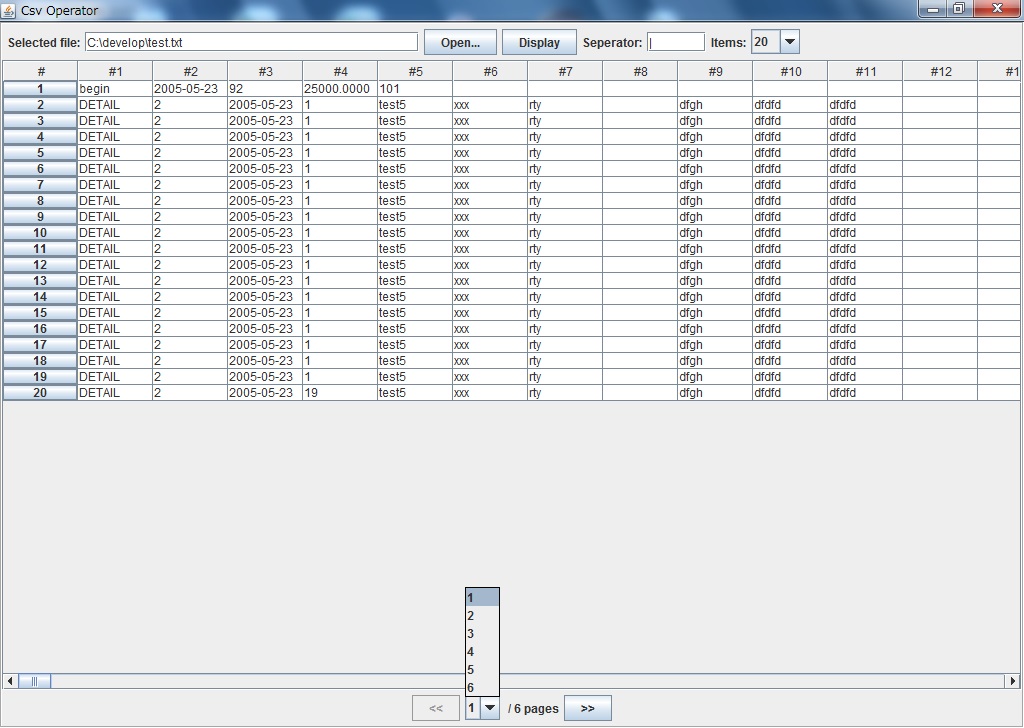 Csv Operator
Selected file: C:\develop\test.txt Open... Display Seperator: | Items: 20
# #1 #2 #3 #4 #5 #6 #7 #8 #9 #10 #11 #12 #1
1 begin 2005-05-23 92 25000.0000 101
2 DETAIL 2 2005-05-23 1 test5 xxx rty dfgh dfdfd dfdfd
3 DETAIL 2 2005-05-23 1 test5 xxx rty dfgh dfdfd dfdfd
4 DETAIL 2 2005-05-23 1 test5 xxx rty dfgh dfdfd dfdfd
5 DETAIL 2 2005-05-23 1 test5 xxx rty dfgh dfdfd dfdfd
6 DETAIL 2 2005-05-23 1 test5 xxx rty dfgh dfdfd dfdfd
7 DETAIL 2 2005-05-23 1 test5 xxx rty dfgh dfdfd dfdfd
8 DETAIL 2 2005-05-23 1 test5 xxx rty dfgh dfdfd dfdfd
9 DETAIL 2 2005-05-23 1 test5 xxx rty dfgh dfdfd dfdfd
10 DETAIL 2 2005-05-23 1 test5 xxx rty dfgh dfdfd dfdfd
11 DETAIL 2 2005-05-23 1 test5 xxx rty dfgh dfdfd dfdfd
12 DETAIL 2 2005-05-23 1 test5 xxx rty dfgh dfdfd dfdfd
13 DETAIL 2 2005-05-23 1 test5 xxx rty dfgh dfdfd dfdfd
14 DETAIL 2 2005-05-23 1 test5 xxx rty dfgh dfdfd dfdfd
15 DETAIL 2 2005-05-23 1 test5 xxx rty dfgh dfdfd dfdfd
16 DETAIL 2 2005-05-23 1 test5 xxx rty dfgh dfdfd dfdfd
17 DETAIL 2 2005-05-23 1 test5 xxx rty dfgh dfdfd dfdfd
18 DETAIL 2 2005-05-23 1 test5 xxx rty dfgh dfdfd dfdfd
19 DETAIL 2 2005-05-23 1 test5 xxx rty dfgh dfdfd dfdfd
20 DETAIL 2 2005-05-23 19 test5 xxx rty dfgh dfdfd dfdfd
1
2
3
4
5
6
<< 1 / 6 pages >>